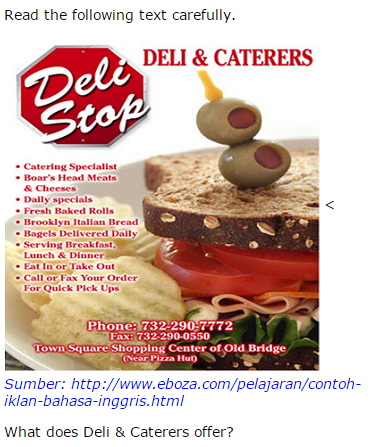 Read the following text carefully.
DELI & CATERERS
Deli
Stop
• Catering Specialist
• Boar's Head Meats
& Cheeses
• Daily specials
• Fresh Baked Rolls
• Brooklyn Italian Bread
• Bagels Delivered Daily
• Serving Breakfast,
Lunch & Dinner
• Eat In or Take Out
• Call or Fax Your Order
For Quick Pick Ups
<
Phone: 732-290-7772
Fax: 732-290-0550
Town Square Shopping Center of Old Bridge
(Near Pizza Hut)
Sumber: http://www.eboza.com/pelajaran/contoh-
iklan-bahasa-inggris.html
What does Deli & Caterers offer?